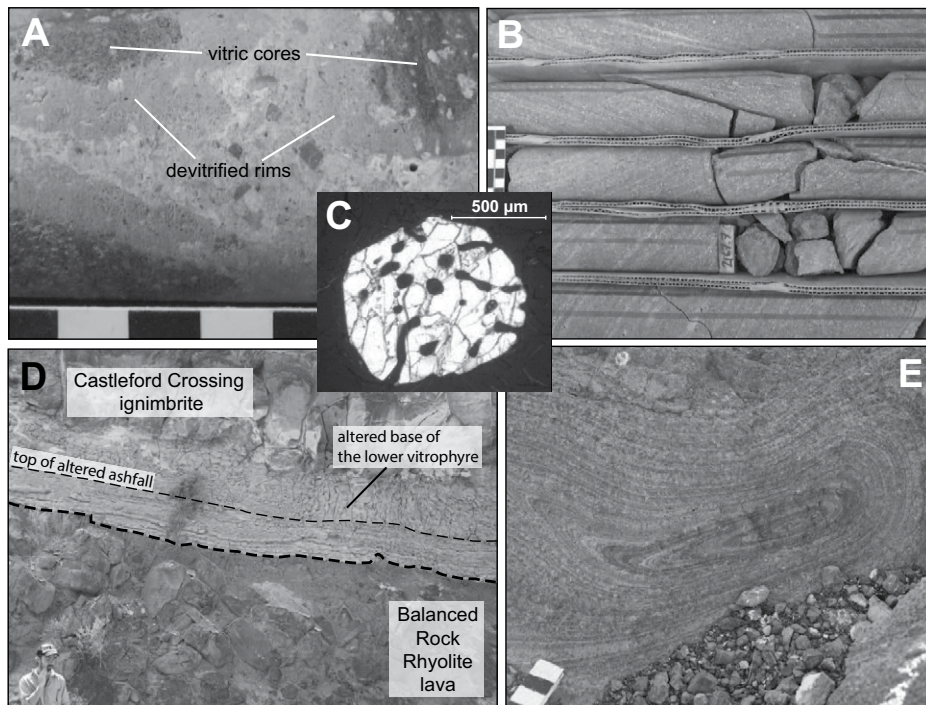 A
vitric cores
devitrified rims
B
C
500 µm
D
Castleford Crossing
ignimbrite
altered base of
the lower vitrophyre
top of altered ashfall
Balanced
Rock
Rhyolite
lava
E